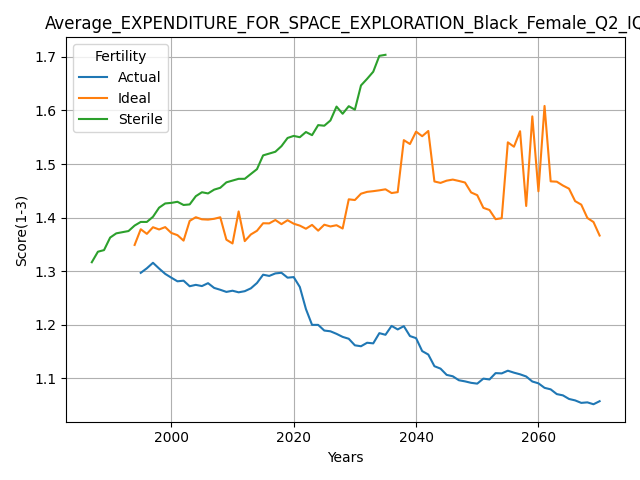 Average_EXPENDITURE_FOR_SPACE_EXPLORATION_Black_Female_Q2_IQ
Fertility
Actual
Ideal
Sterile
Score(1-3)
1.7
1.6
1.5
1.4
1.3
1.2
1.1
2000
2020
2040
2060
Years